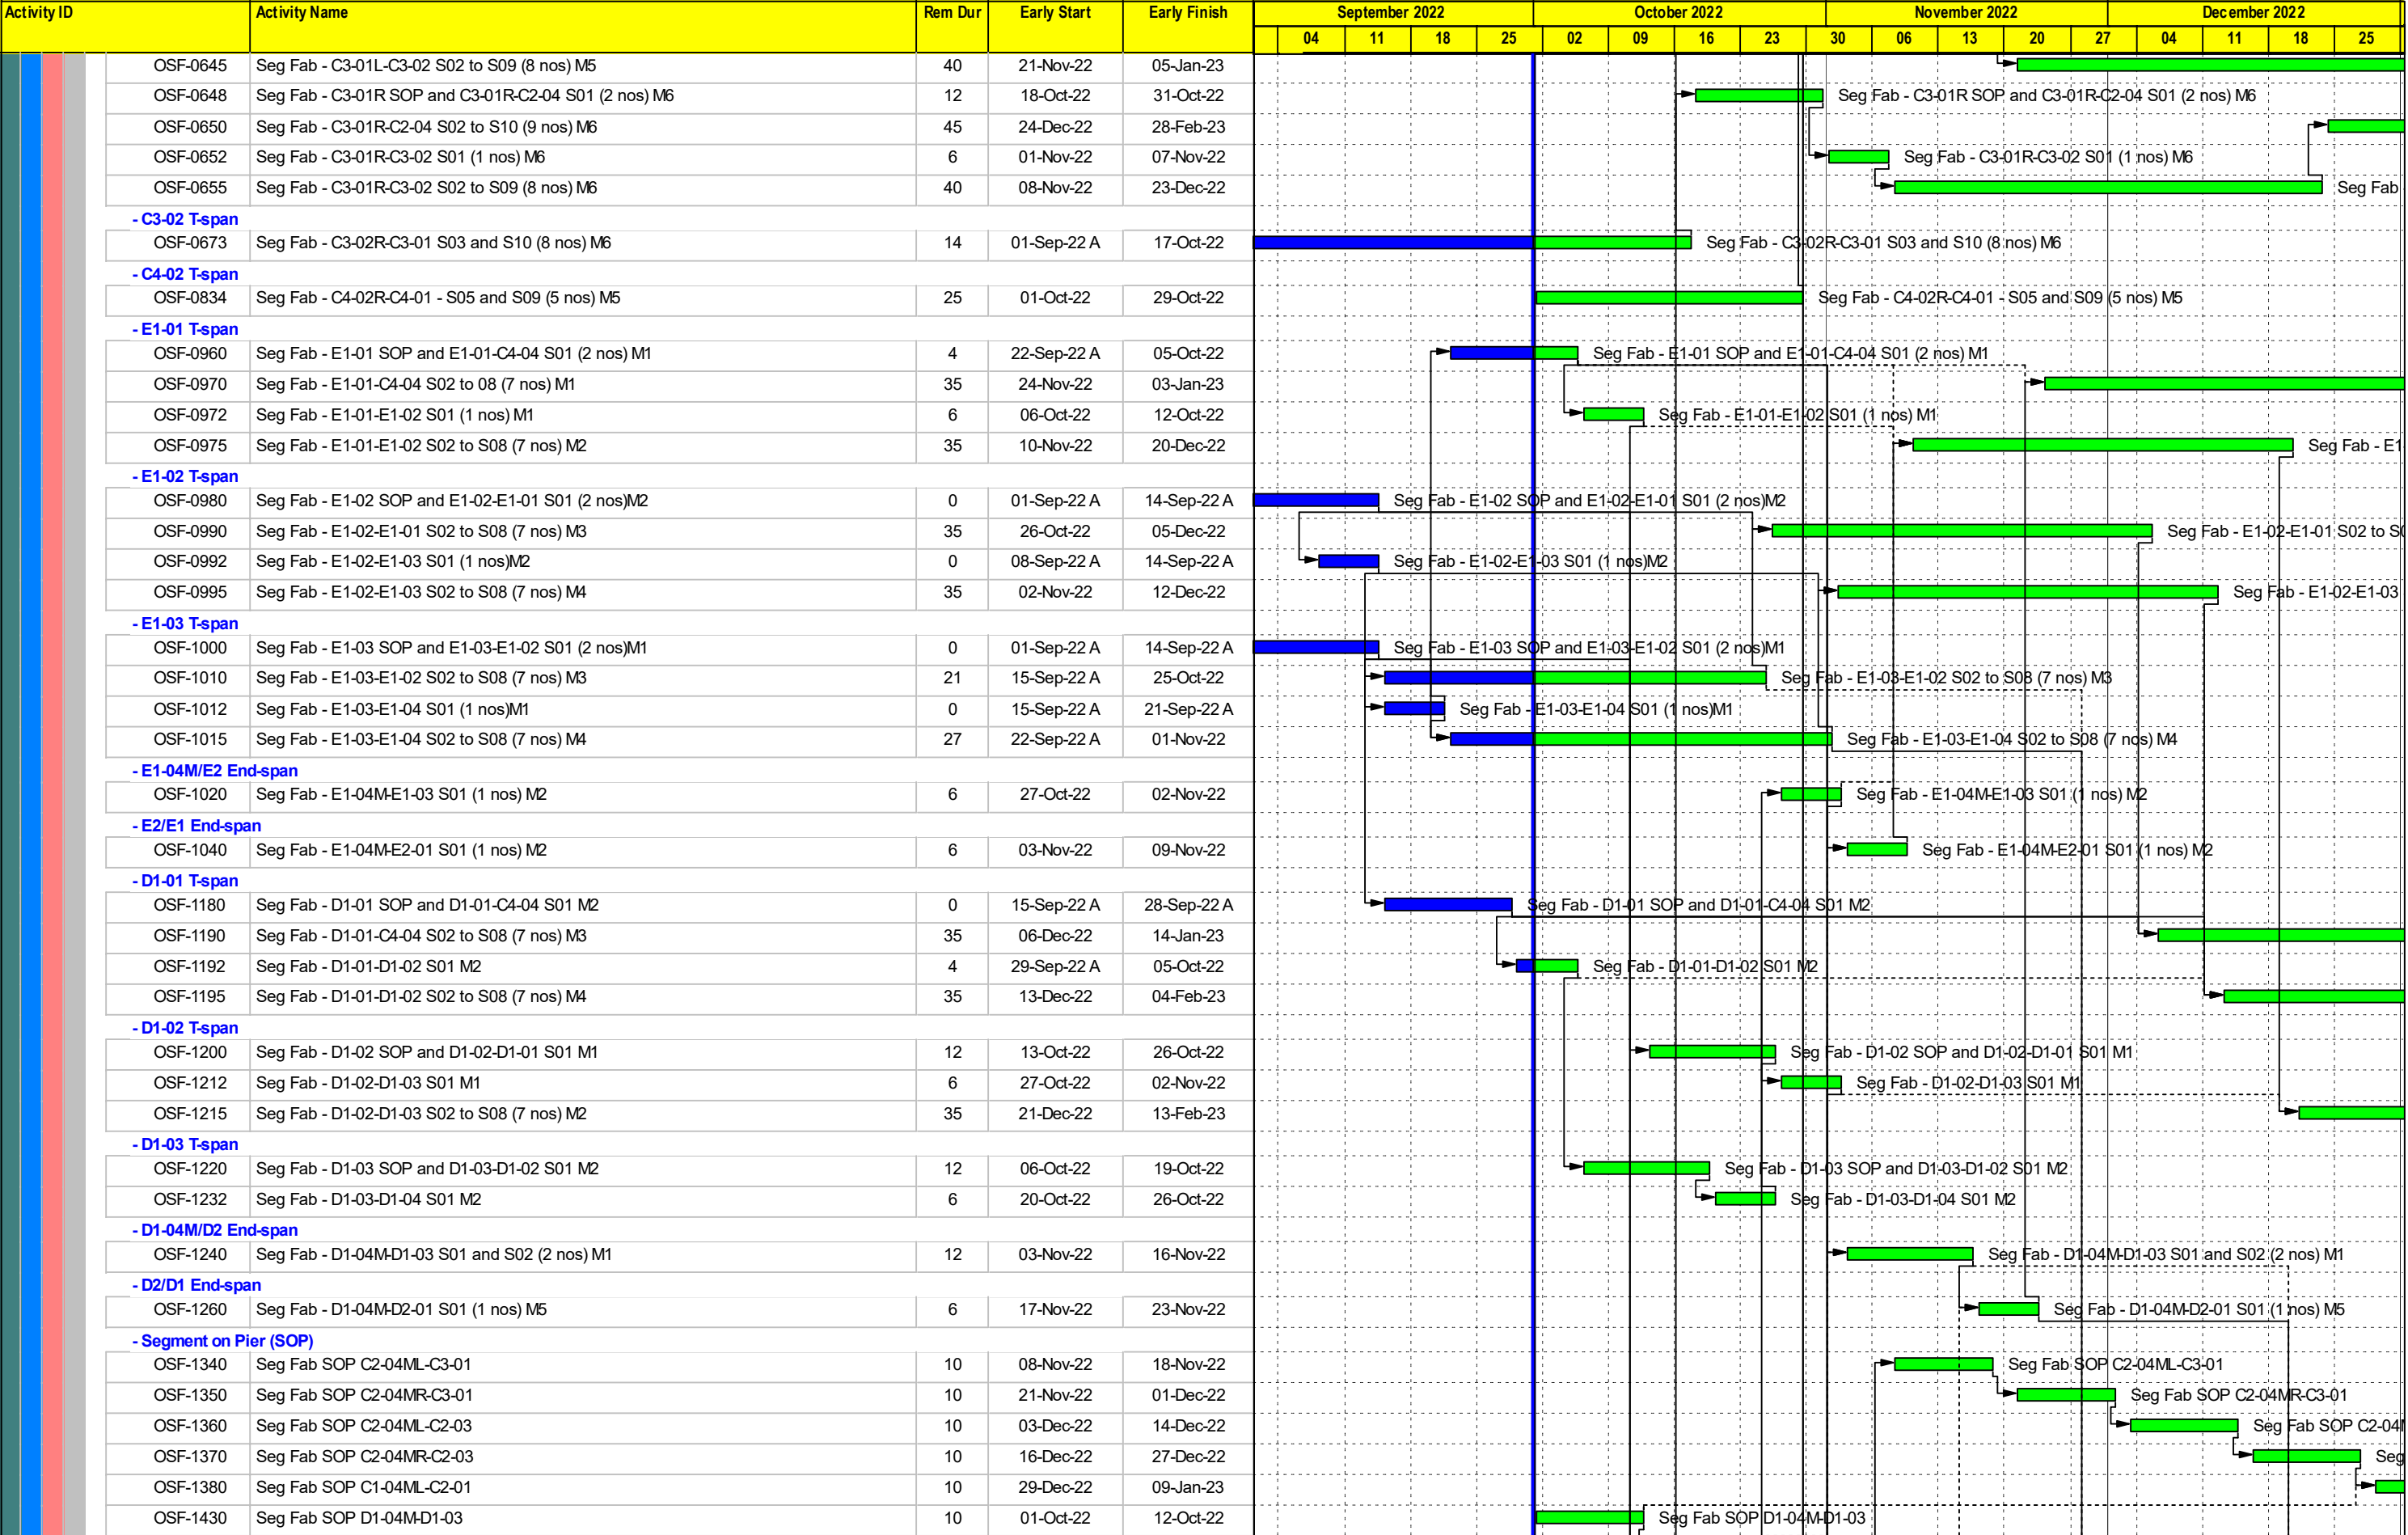 Activity ID Activity Name Rem Dur Early Start Early Finish September 2022 October 2022 November 2022 December 2022
04 11 18 25 02 09 16 23 30 06 13 20 27 04 11 18 25
OSF-0645 Seg Fab - C3-01L-C3-02 S02 to S09 (8 nos) M5 40 21-Nov-22 05-Jan-23
OSF-0648 Seg Fab - C3-01R SOP and C3-01R-C2-04 S01 (2 nos) M6 12 18-Oct-22 31-Oct-22 Seg Fab - C3-01R SOP and C3-01R-C2-04 S01 (2 nos) M6
OSF-0650 Seg Fab - C3-01R-C2-04 S02 to S10 (9 nos) M6 45 24-Dec-22 28-Feb-23
OSF-0652 Seg Fab - C3-01R-C3-02 S01 (1 nos) M6 6 01-Nov-22 07-Nov-22 Seg Fab - C3-01R-C3-02 S01 (1 nos) M6
OSF-0655 Seg Fab - C3-01R-C3-02 S02 to S09 (8 nos) M6 40 08-Nov-22 23-Dec-22 Seg Fab
- C3-02 T-span
OSF-0673 Seg Fab - C3-02R-C3-01 S03 and S10 (8 nos) M6 14 01-Sep-22 A 17-Oct-22 Seg Fab - C3-02R-C3-01 S03 and S10 (8 nos) M6
- C4-02 T-span
OSF-0834 Seg Fab - C4-02R-C4-01 - S05 and S09 (5 nos) M5 25 01-Oct-22 29-Oct-22 Seg Fab - C4-02R-C4-01 - S05 and S09 (5 nos) M5
- E1-01 T-span
OSF-0960 Seg Fab - E1-01 SOP and E1-01-C4-04 S01 (2 nos) M1 4 22-Sep-22 A 05-Oct-22 Seg Fab - E1-01 SOP and E1-01-C4-04 S01 (2 nos) M1
OSF-0970 Seg Fab - E1-01-C4-04 S02 to 08 (7 nos) M1 35 24-Nov-22 03-Jan-23
OSF-0972 Seg Fab - E1-01-E1-02 S01 (1 nos) M1 6 06-Oct-22 12-Oct-22 Seg Fab - E1-01-E1-02 S01 (1 nos) M1
OSF-0975 Seg Fab - E1-01-E1-02 S02 to S08 (7 nos) M2 35 10-Nov-22 20-Dec-22 Seg Fab - E1
- E1-02 T-span
OSF-0980 Seg Fab - E1-02 SOP and E1-02-E1-01 S01 (2 nos)M2 0 01-Sep-22 A 14-Sep-22 A Seg Fab - E1-02 SOP and E1-02-E1-01 S01 (2 nos)M2
OSF-0990 Seg Fab - E1-02-E1-01 S02 to S08 (7 nos) M3 35 26-Oct-22 05-Dec-22 Seg Fab - E1-02-E1-01 S02 to S0
OSF-0992 Seg Fab - E1-02-E1-03 S01 (1 nos)M2 0 08-Sep-22 A 14-Sep-22 A Seg Fab - E1-02-E1-03 S01 (1 nos)M2
OSF-0995 Seg Fab - E1-02-E1-03 S02 to S08 (7 nos) M4 35 02-Nov-22 12-Dec-22 Seg Fab - E1-02-E1-03
- E1-03 T-span
OSF-1000 Seg Fab - E1-03 SOP and E1-03-E1-02 S01 (2 nos)M1 0 01-Sep-22 A 14-Sep-22 A Seg Fab - E1-03 SOP and E1-03-E1-02 S01 (2 nos)M1
OSF-1010 Seg Fab - E1-03-E1-02 S02 to S08 (7 nos) M3 21 15-Sep-22 A 25-Oct-22 Seg Fab - E1-03-E1-02 S02 to S08 (7 nos) M3
OSF-1012 Seg Fab - E1-03-E1-04 S01 (1 nos)M1 0 15-Sep-22 A 21-Sep-22 A Seg Fab - E1-03-E1-04 S01 (1 nos)M1
OSF-1015 Seg Fab - E1-03-E1-04 S02 to S08 (7 nos) M4 27 22-Sep-22 A 01-Nov-22 Seg Fab - E1-03-E1-04 S02 to S08 (7 nos) M4
- E1-04M/E2 End-span
OSF-1020 Seg Fab - E1-04M-E1-03 S01 (1 nos) M2 6 27-Oct-22 02-Nov-22 Seg Fab - E1-04M-E1-03 S01 (1 nos) M2
- E2/E1 End-span
OSF-1040 Seg Fab - E1-04M-E2-01 S01 (1 nos) M2 6 03-Nov-22 09-Nov-22 Seg Fab - E1-04M-E2-01 S01 (1 nos) M2
- D1-01 T-span
OSF-1180 Seg Fab - D1-01 SOP and D1-01-C4-04 S01 M2 0 15-Sep-22 A 28-Sep-22 A Seg Fab - D1-01 SOP and D1-01-C4-04 S01 M2
OSF-1190 Seg Fab - D1-01-C4-04 S02 to S08 (7 nos) M3 35 06-Dec-22 14-Jan-23
OSF-1192 Seg Fab - D1-01-D1-02 S01 M2 4 29-Sep-22 A 05-Oct-22 Seg Fab - D1-01-D1-02 S01 M2
OSF-1195 Seg Fab - D1-01-D1-02 S02 to S08 (7 nos) M4 35 13-Dec-22 04-Feb-23
- D1-02 T-span
OSF-1200 Seg Fab - D1-02 SOP and D1-02-D1-01 S01 M1 12 13-Oct-22 26-Oct-22 Seg Fab - D1-02 SOP and D1-02-D1-01 S01 M1
OSF-1212 Seg Fab - D1-02-D1-03 S01 M1 6 27-Oct-22 02-Nov-22 Seg Fab - D1-02-D1-03 S01 M1
OSF-1215 Seg Fab - D1-02-D1-03 S02 to S08 (7 nos) M2 35 21-Dec-22 13-Feb-23
- D1-03 T-span
OSF-1220 Seg Fab - D1-03 SOP and D1-03-D1-02 S01 M2 12 06-Oct-22 19-Oct-22 Seg Fab - D1-03 SOP and D1-03-D1-02 S01 M2
OSF-1232 Seg Fab - D1-03-D1-04 S01 M2 6 20-Oct-22 26-Oct-22 Seg Fab - D1-03-D1-04 S01 M2
- D1-04M/D2 End-span
OSF-1240 Seg Fab - D1-04M-D1-03 S01 and S02 (2 nos) M1 12 03-Nov-22 16-Nov-22 Seg Fab - D1-04M-D1-03 S01 and S02 (2 nos) M1
- D2/D1 End-span
OSF-1260 Seg Fab - D1-04M-D2-01 S01 (1 nos) M5 6 17-Nov-22 23-Nov-22 Seg Fab - D1-04M-D2-01 S01 (1 nos) M5
- Segment on Pier (SOP)
OSF-1340 Seg Fab SOP C2-04ML-C3-01 10 08-Nov-22 18-Nov-22 Seg Fab SOP C2-04ML-C3-01
OSF-1350 Seg Fab SOP C2-04MR-C3-01 10 21-Nov-22 01-Dec-22 Seg Fab SOP C2-04MR-C3-01
OSF-1360 Seg Fab SOP C2-04ML-C2-03 10 03-Dec-22 14-Dec-22 Seg Fab SOP C2-04M
OSF-1370 Seg Fab SOP C2-04MR-C2-03 10 16-Dec-22 27-Dec-22 Seg
OSF-1380 Seg Fab SOP C1-04ML-C2-01 10 29-Dec-22 09-Jan-23
OSF-1430 Seg Fab SOP D1-04M-D1-03 10 01-Oct-22 12-Oct-22 Seg Fab SOP D1-04M-D1-03